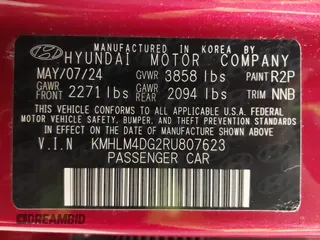 MANUFACTURED IN KOREA BY
HYUNDAI MOTOR COMPANY
MAY/07/24 GVWR 3858 lbs PAINT R2P
GAWR FRONT 2271 lbs GAWR REAR 2094 lbs TRIM NNB
THIS VEHICLE CONFORMS TO ALL APPLICABLE
FEDERAL MOTOR VEHICLE SAFETY, BUMPER, AND
THEFT PREVENTION STANDARDS IN EFFECT ON
THE DATE OF MANUFACTURE SHOWN ABOVE.
V.I.N KMHLM4DG2RU807623
PASSENGER CAR
DREAMBID